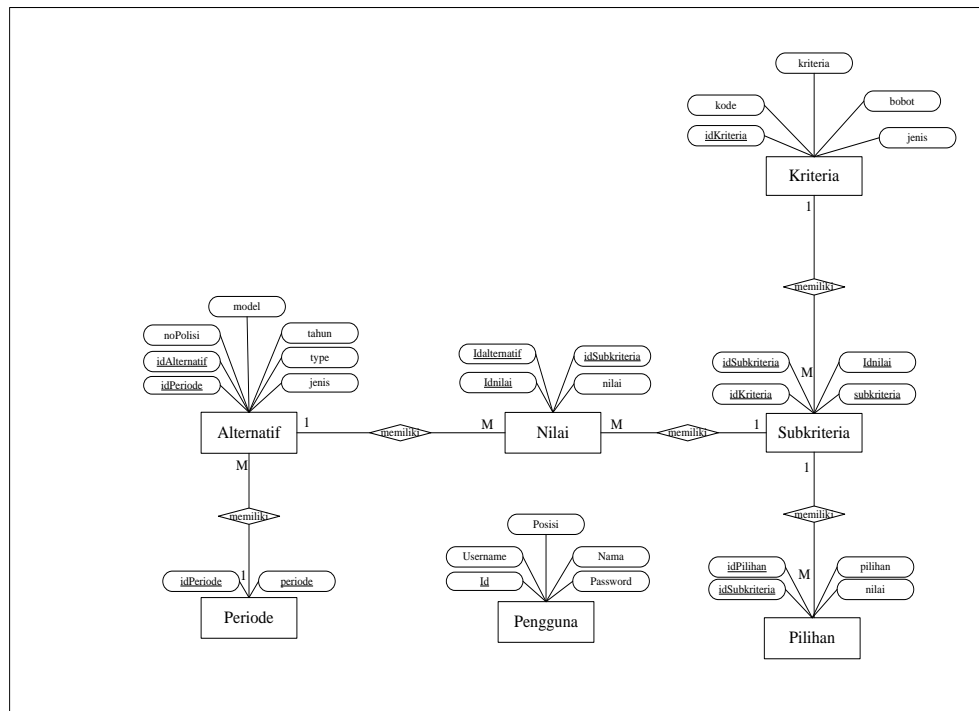 kriteria
kode
bobot
idKriteria
jenis
Kriteria
1
memiliki
model
noPolisi
tahun
idAlternatif
type
idPeriode
jenis
Idalternatif
idSubkriteria
Idnilai
nilai
idSubkriteria
M
Idnilai
idKriteria
subkriteria
Alternatif
1
memiliki
M
Nilai
M
memiliki
1
Subkriteria
M
1
memiliki
memiliki
Posisi
idPeriode
1
periode
Username
Nama
Id
Password
idPilihan
M
pilihan
idSubkriteria
nilai
Periode
Pengguna
Pilihan